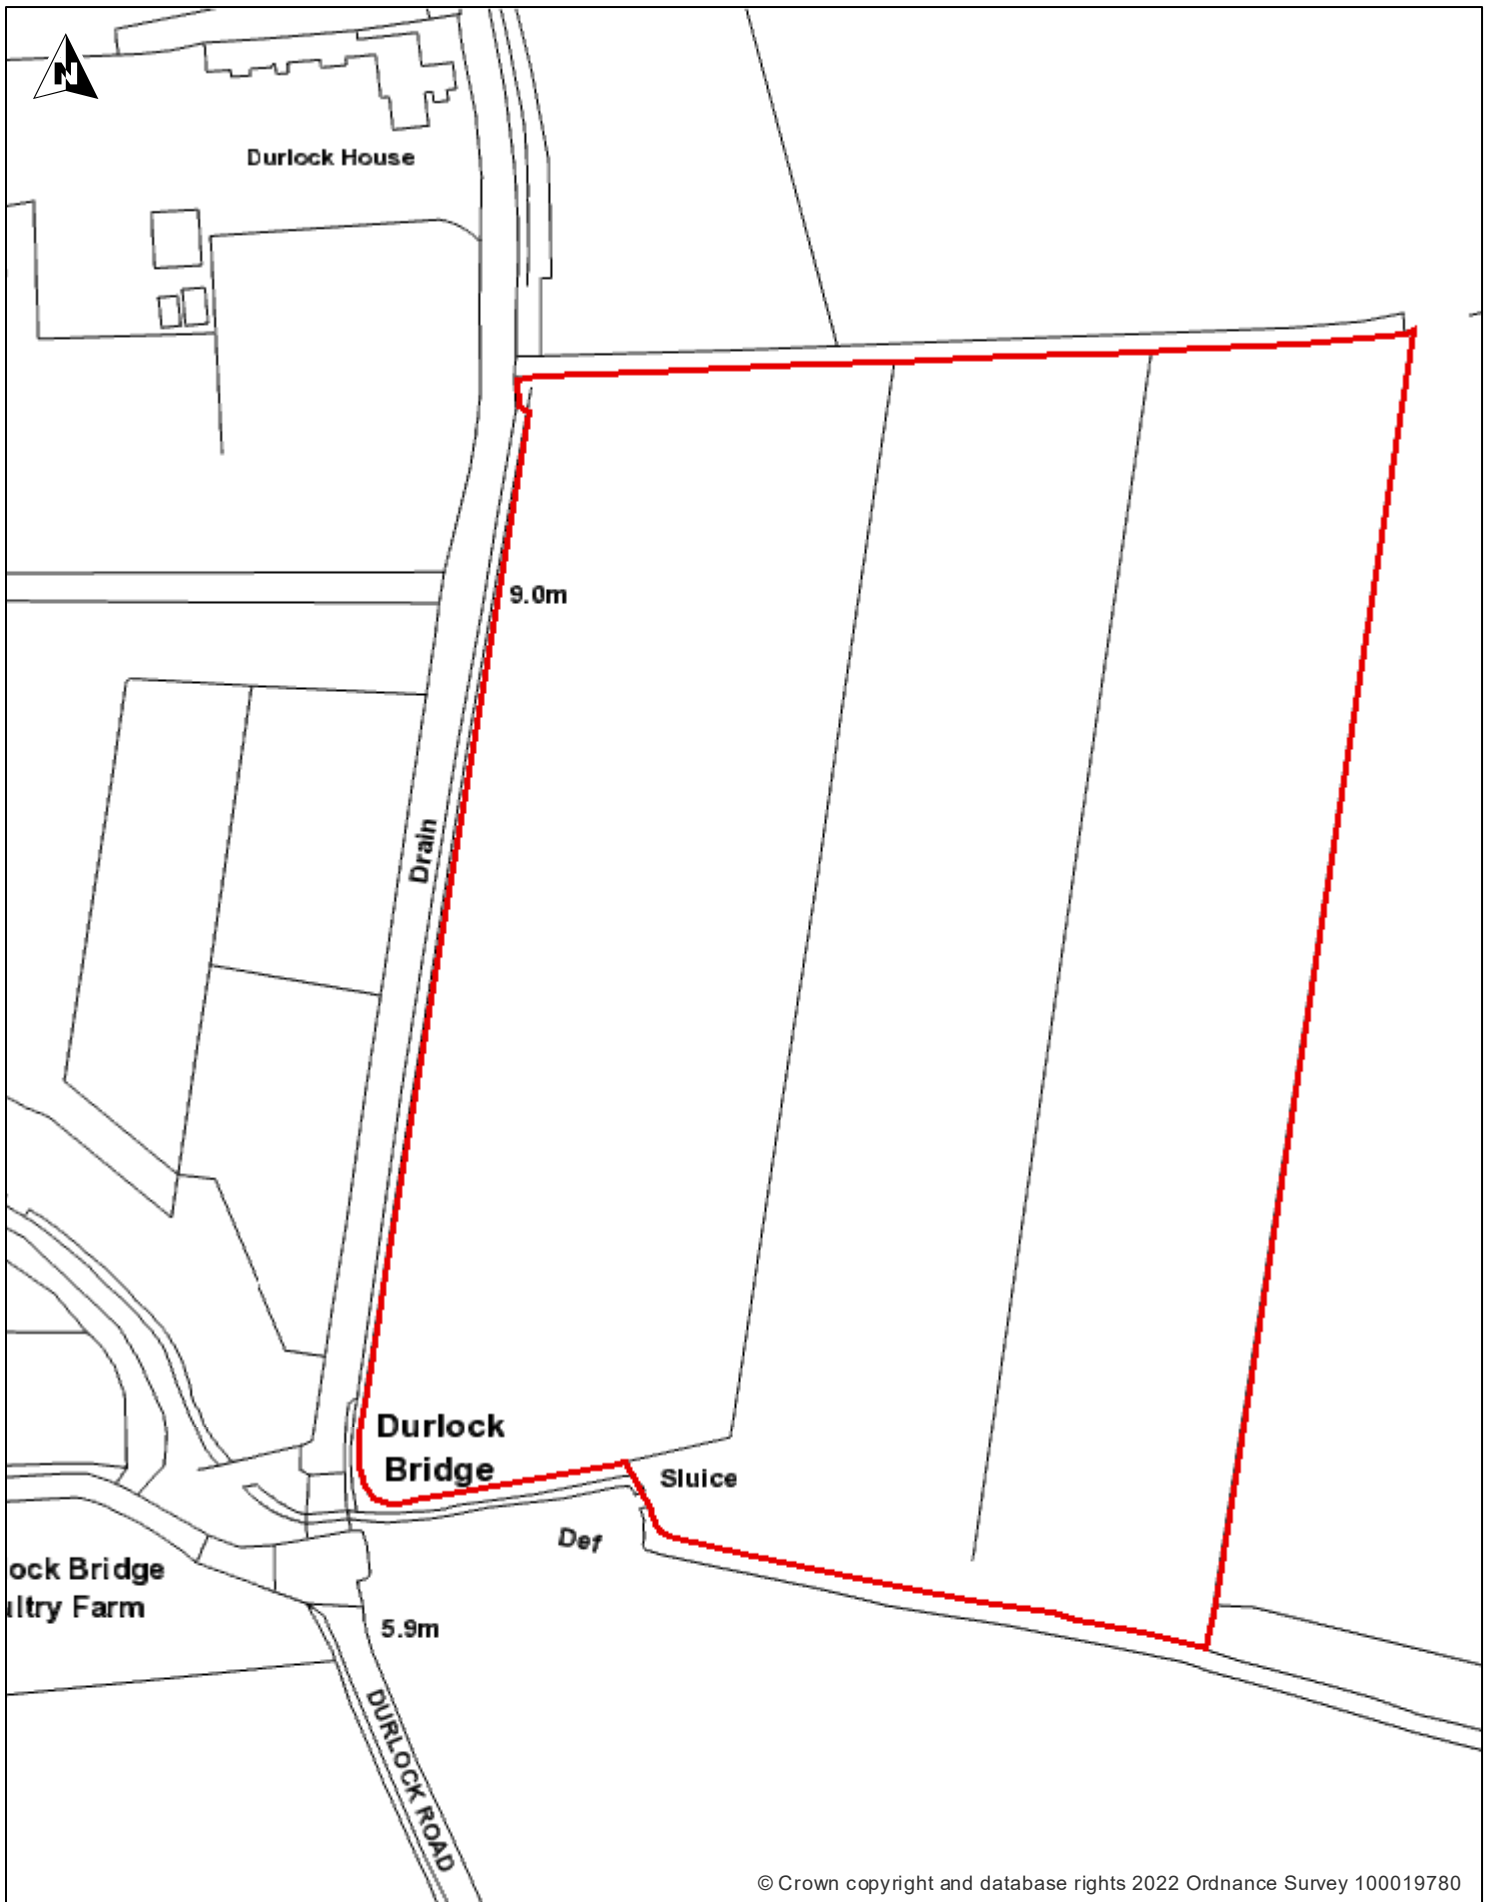 N
Durlock House
9.0m
Drain
Durlock
Bridge
Sluice
Def
ock Bridge
ultry Farm
5.9m
DURLOCK ROAD
© Crown copyright and database rights 2022 Ordnance Survey 100019780